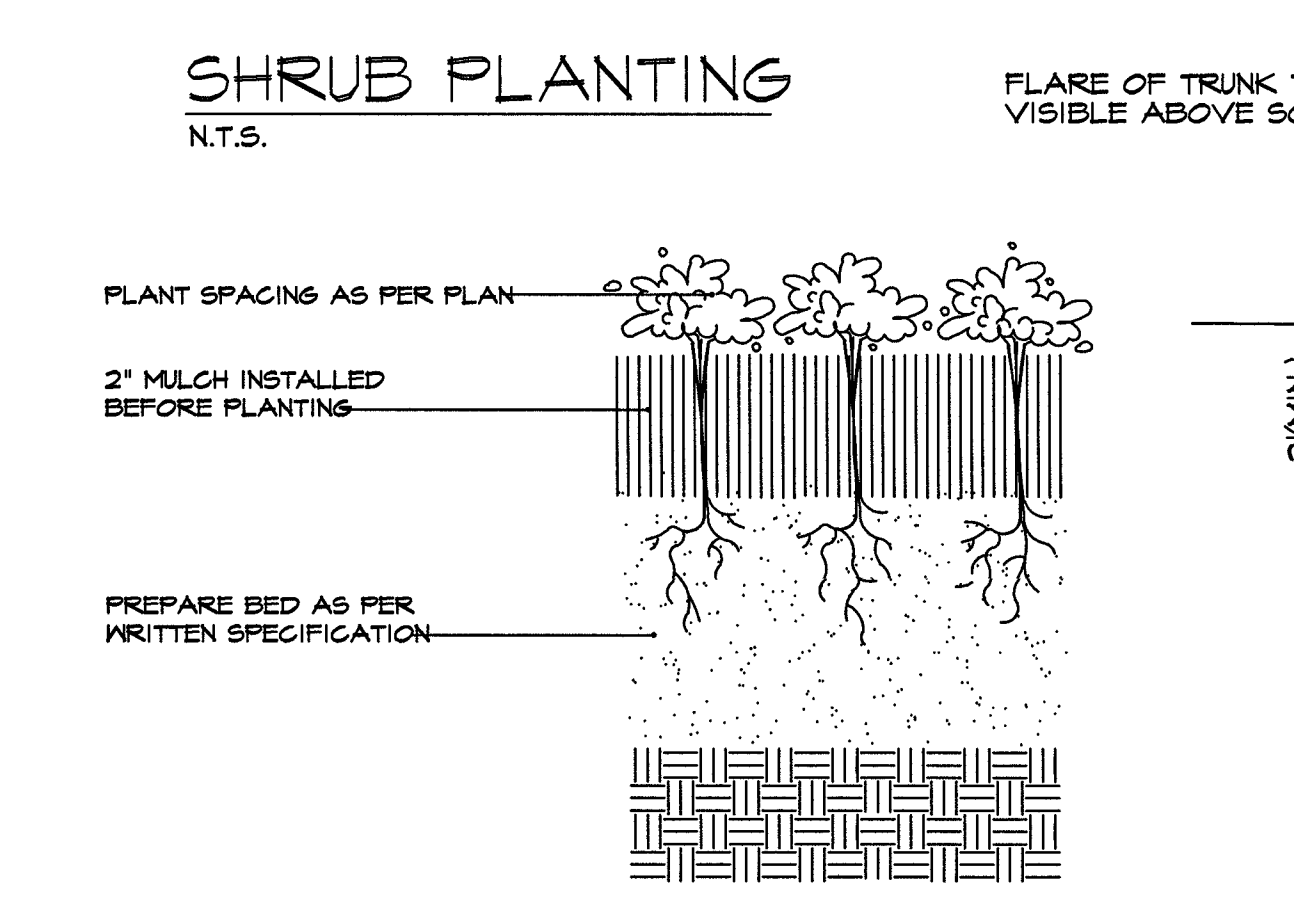 SHRUB PLANTING
N.T.S.
FLARE OF TRUNK
VISIBLE ABOVE
PLANT SPACING AS PER PLAN
2" MULCH INSTALLED
BEFORE PLANTING
PREPARE BED AS PER
WRITTEN SPECIFICATION